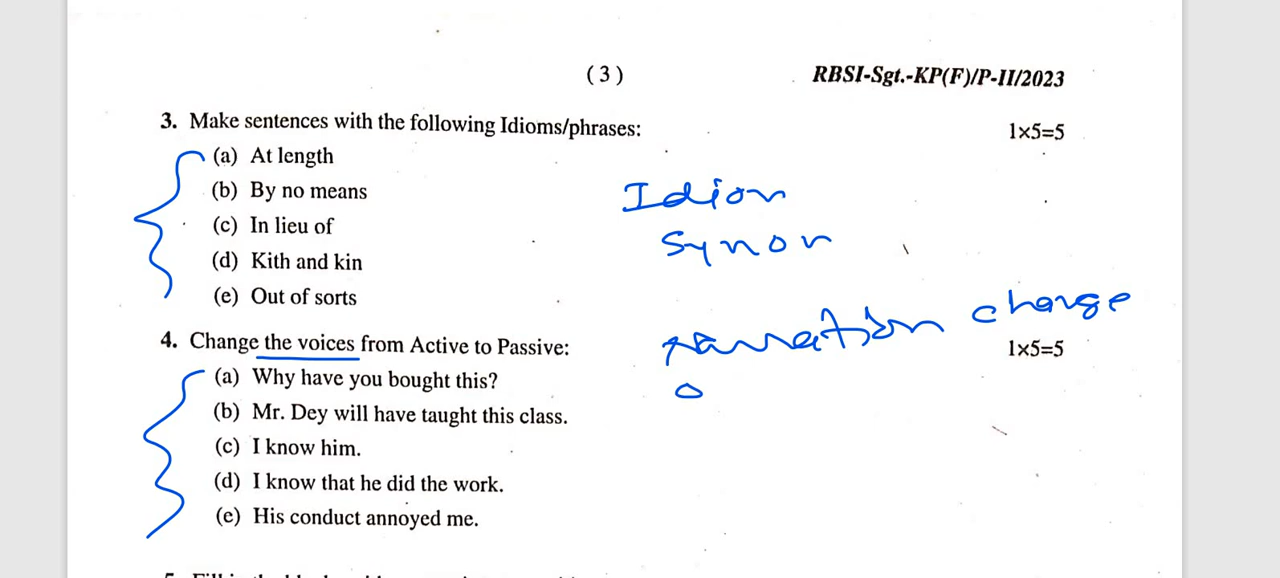 (3)
RBSI-Sgt.-KP(F)/P-II/2023
3. Make sentences with the following Idioms/phrases: 1×5=5
(a) At length
(b) By no means
(c) In lieu of
(d) Kith and kin
(e) Out of sorts
Idion
Synon
narration change
4. Change the voices from Active to Passive: 1×5=5
(a) Why have you bought this?
(b) Mr. Dey will have taught this class.
(c) I know him.
(d) I know that he did the work.
(e) His conduct annoyed me.